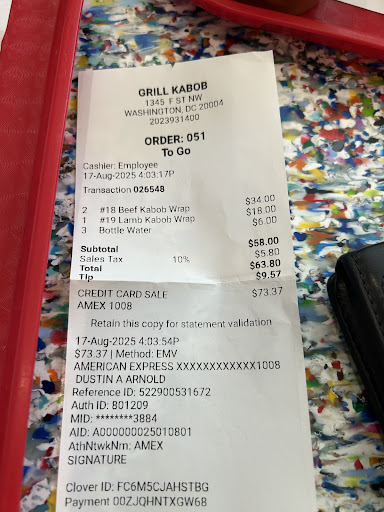 GRILL KABOB
1345 F ST NW
WASHINGTON, DC 20004
2023931400
ORDER: 051
To Go
Cashier: Employee
17-Aug-2025 4:03:17P
Transaction 026548
2 #18 Beef Kabob Wrap $34.00
1 #19 Lamb Kabob Wrap $18.00
3 Bottle Water $6.00
Subtotal $58.00
Sales Tax 10% $5.80
Total $63.80
Tip $9.57
CREDIT CARD SALE $73.37
AMEX 1008
Retain this copy for statement validation
17-Aug-2025 4:03:54P
$73.37 | Method: EMV
AMERICAN EXPRESS XXXXXXXXXXXX1008
DUSTIN A ARNOLD
Reference ID: 522900531672
Auth ID: 801209
MID: ********3884
AID: A000000025010801
AthNtwkNm: AMEX
SIGNATURE
Clover ID: FC6M5CJAHSTBG
Payment 00ZJQHNTXGW68